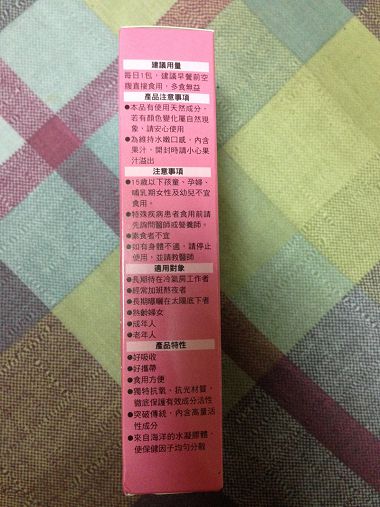 建議用量
每日1包，建議早餐前空
腹直接食用，多食無益
產品注意事項
●本品有使用天然成分，
若有顏色變化屬自然現
象，請安心使用
●為維持水嫩口感，內含
果汁，開封時請小心果
汁溢出
注意事項
●15歲以下孩童、孕婦、
哺乳期女性及幼兒不宜
食用。
●特殊疾病患者食用前請
先詢問醫師或營養師。
●素食者不宜
●如有身體不適，請停止
使用，並請教醫師
適用對象
●長期待在冷氣房工作者
●經常加班熬夜者
●長期曝曬在太陽底下者
●熟齡婦女
●成年人
●老年人
產品特性
●好吸收
●好攜帶
●食用方便
●獨特抗氧、抗光材質，
徹底保護有效成分活性
●突破傳統，內含高量活
性成分
●來自海洋的水凝膠體，
使保健因子均勻分散